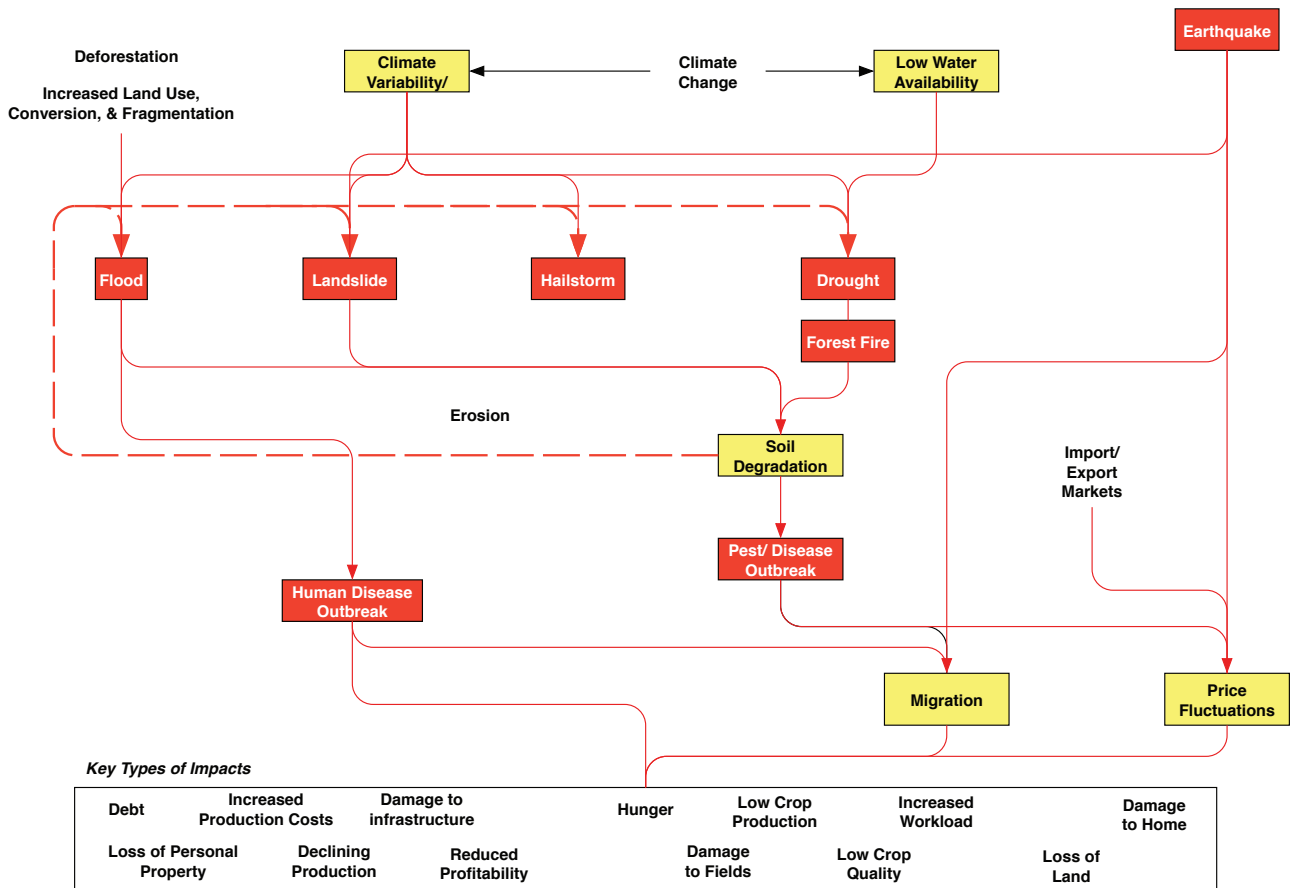 Earthquake
Deforestation
Increased Land Use,
Conversion, & Fragmentation
Climate
Variability/
Climate
Change
Low Water
Availability
Flood
Landslide
Hailstorm
Drought
Forest Fire
Erosion
Soil
Degradation
Import/
Export
Markets
Pest/ Disease
Outbreak
Human Disease
Outbreak
Migration
Price
Fluctuations
Key Types of Impacts
Debt
Increased
Production Costs
Damage to
infrastructure
Hunger
Low Crop
Production
Increased
Workload
Damage
to Home
Loss of Personal
Property
Declining
Production
Reduced
Profitability
Damage
to Fields
Low Crop
Quality
Loss of
Land